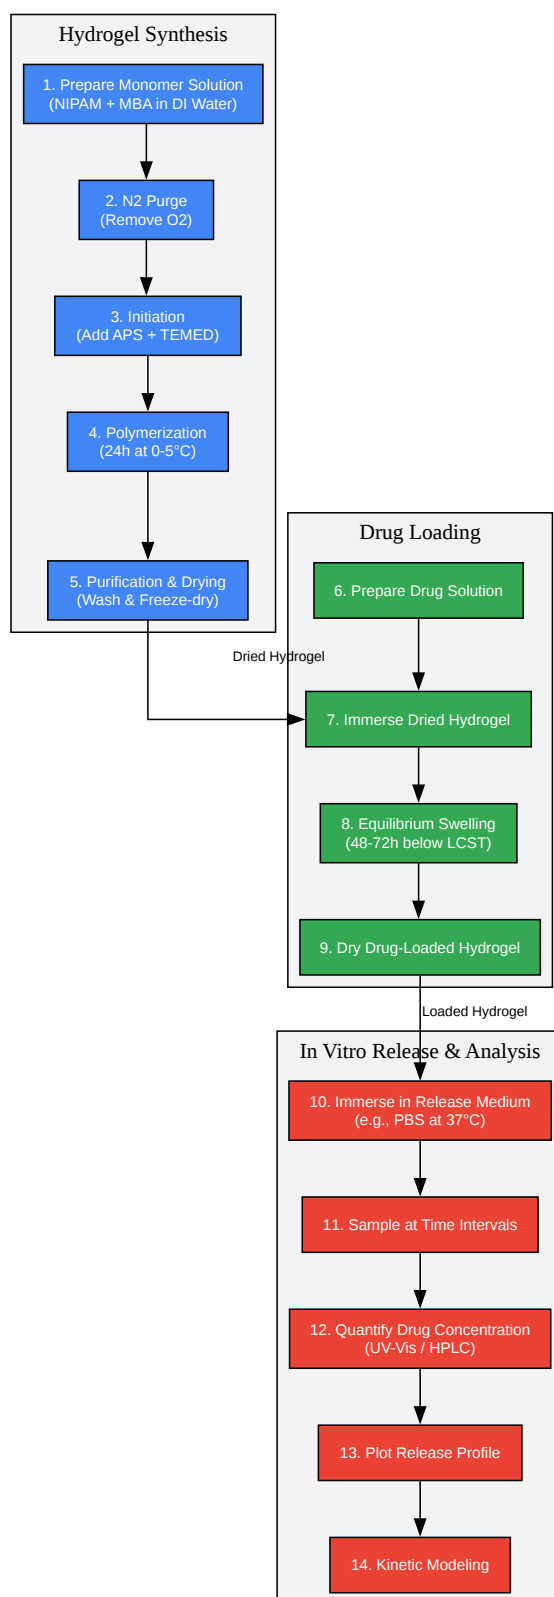 Hydrogel Synthesis
1. Prepare Monomer Solution
(NIPAM + MBA in DI Water)
2. N2 Purge
(Remove O2)
3. Initiation
(Add APS + TEMED)
4. Polymerization
(24h at 0-5°C)
5. Purification & Drying
(Wash & Freeze-dry)
Dried Hydrogel
Drug Loading
6. Prepare Drug Solution
7. Immerse Dried Hydrogel
8. Equilibrium Swelling
(48-72h below LCST)
9. Dry Drug-Loaded Hydrogel
Loaded Hydrogel
In Vitro Release & Analysis
10. Immerse in Release Medium
(e.g., PBS at 37°C)
11. Sample at Time Intervals
12. Quantify Drug Concentration
(UV-Vis / HPLC)
13. Plot Release Profile
14. Kinetic Modeling